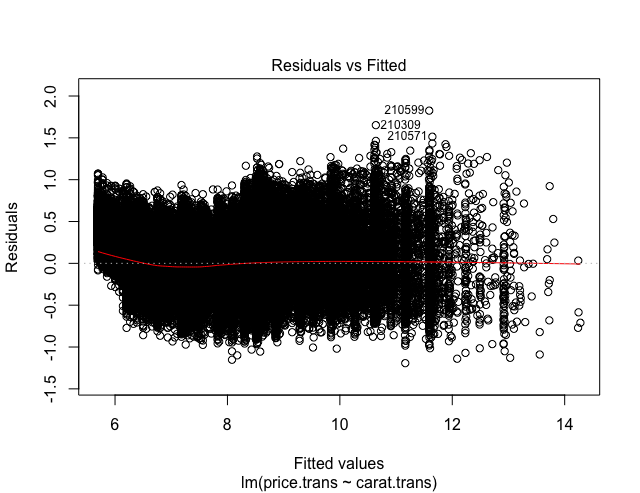 Residuals vs Fitted
Residuals
2.0
1.5
1.0
0.5
0.0
-0.5
-1.0
-1.5
210599
210309
210571
6 8 10 12 14
Fitted values
lm(price.trans ~ carat.trans)